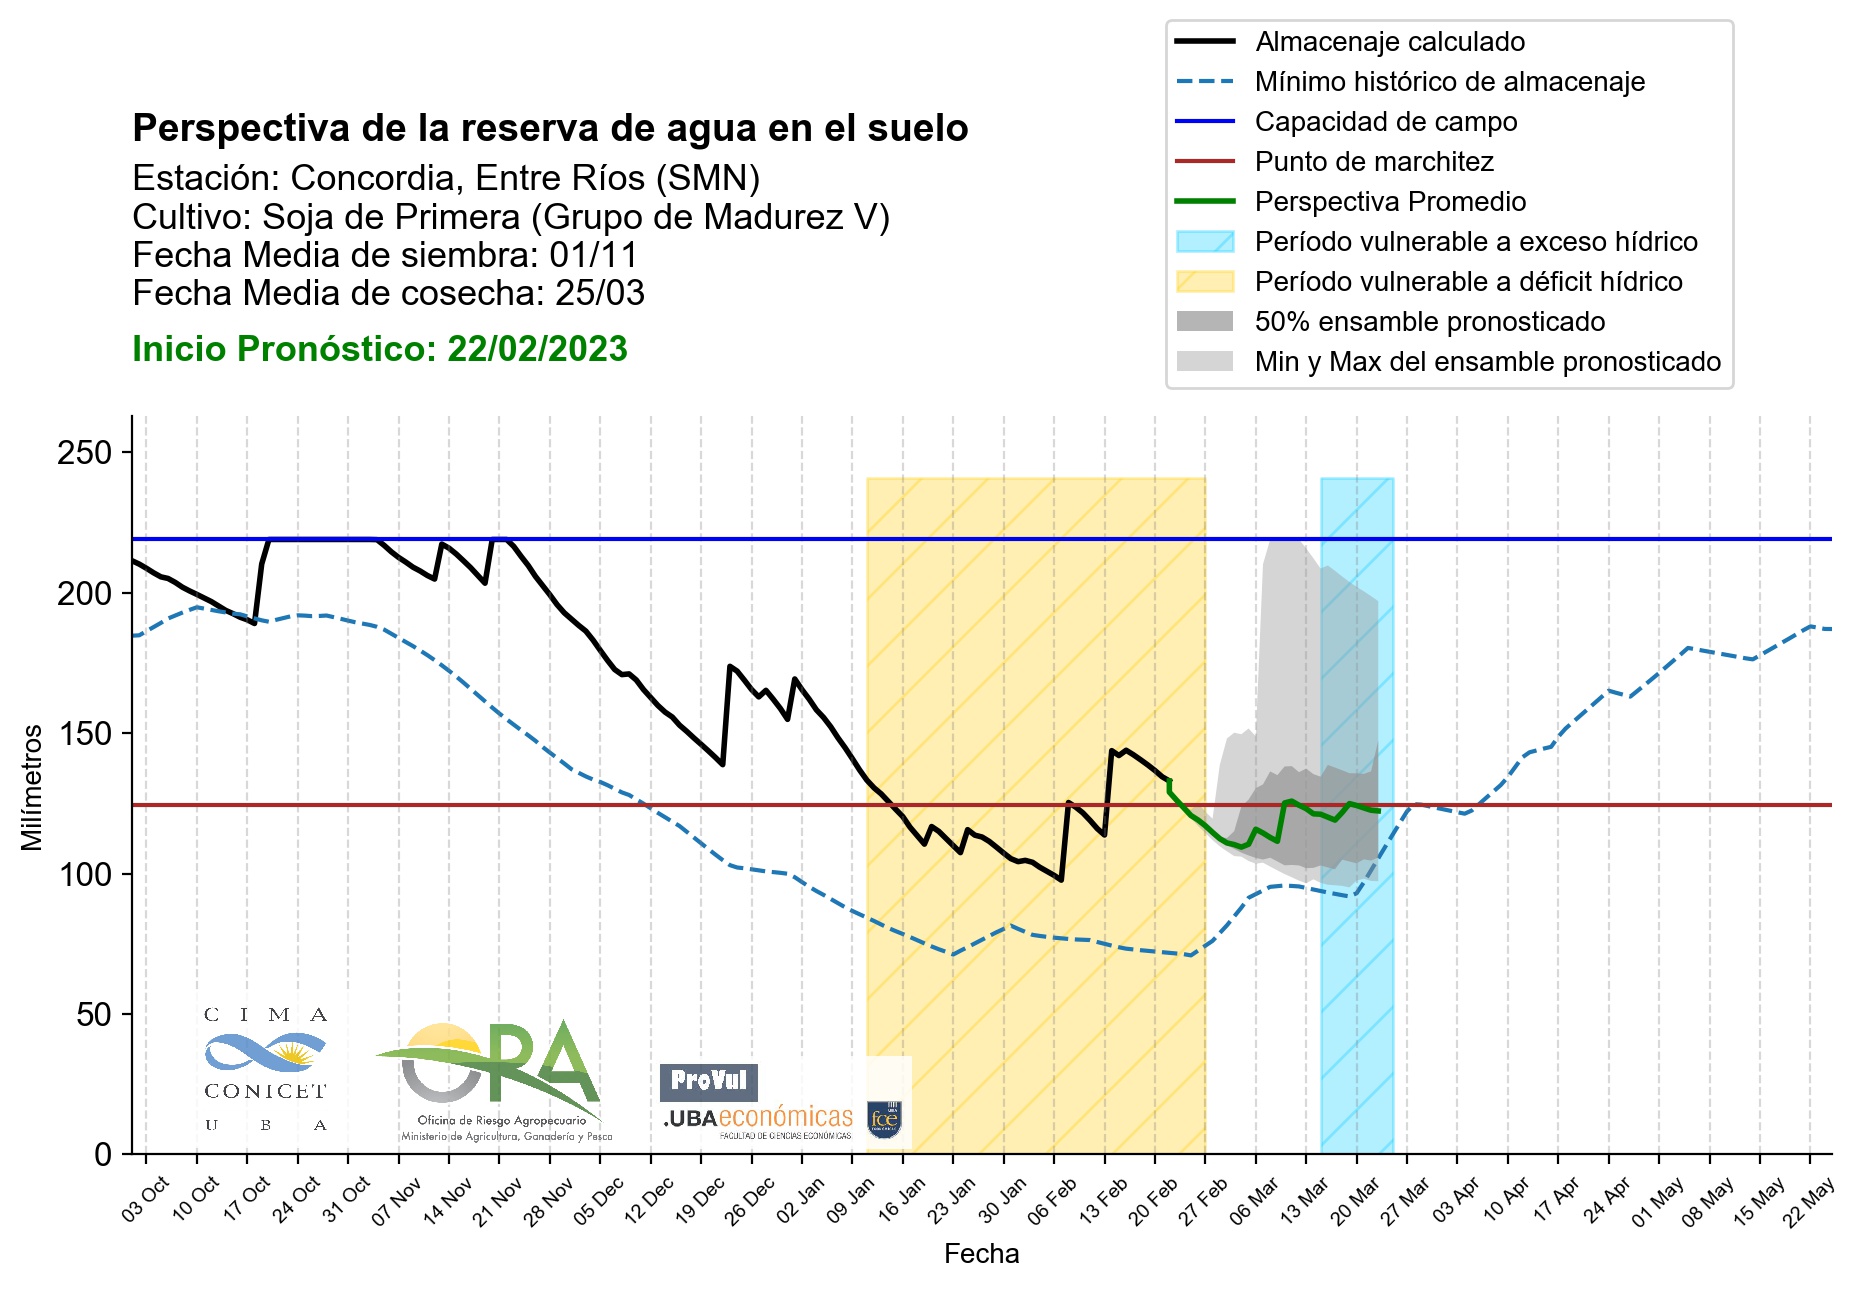 Almacenaje calculado
Mínimo histórico de almacenaje
Capacidad de campo
Punto de marchitez
Perspectiva Promedio
Período vulnerable a exceso hídrico
Período vulnerable a déficit hídrico
50% ensamble pronosticado
Min y Max del ensamble pronosticado
Perspectiva de la reserva de agua en el suelo
Estación: Concordia, Entre Ríos (SMN)
Cultivo: Soja de Primera (Grupo de Madurez V)
Fecha Media de siembra: 01/11
Fecha Media de cosecha: 25/03
Inicio Pronóstico: 22/02/2023
Milímetros
250
200
150
100
50
0
C I M A
CONICET
U B A
OPA
Oficina de Riesgo Agropecuario
Ministerio de Agricultura, Ganadería y Pesca
ProVul
.UBAeconómicas
FACULTAD DE CIENCIAS ECONÓMICAS
fce
03 Oct
10 Oct
17 Oct
24 Oct
31 Oct
07 Nov
14 Nov
21 Nov
28 Nov
05 Dec
12 Dec
19 Dec
26 Dec
02 Jan
09 Jan
16 Jan
23 Jan
30 Jan
06 Feb
13 Feb
20 Feb
27 Feb
06 Mar
13 Mar
20 Mar
27 Mar
03 Apr
10 Apr
17 Apr
24 Apr
01 May
08 May
15 May
22 May
Fecha